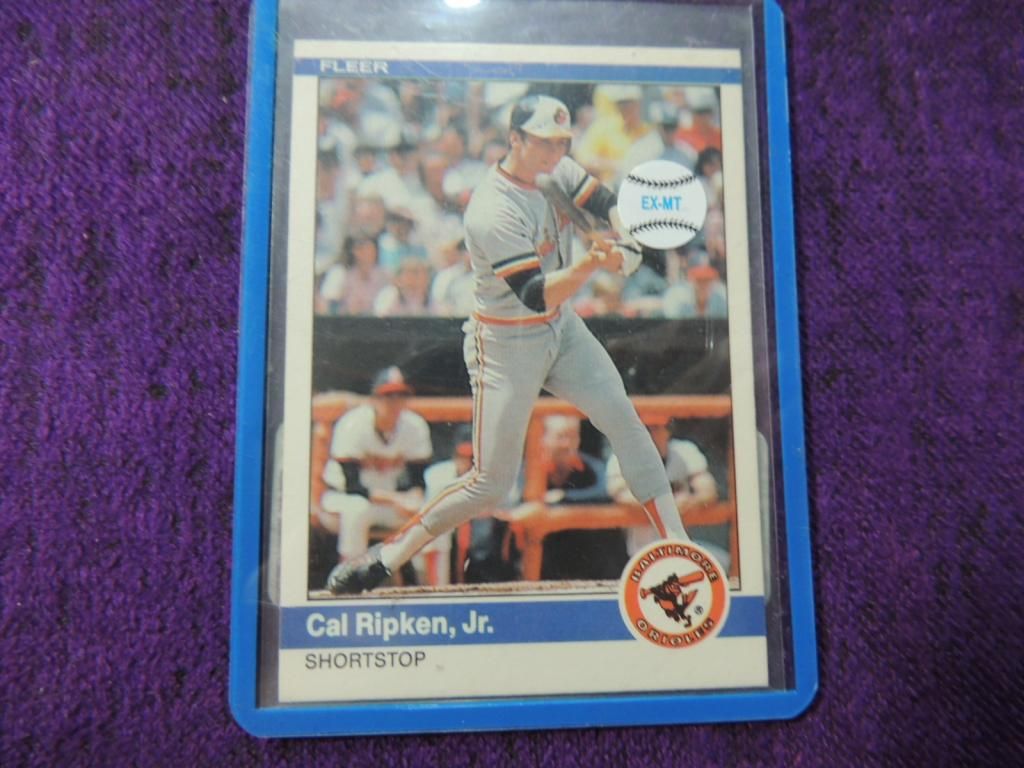 FLEER
EX-MT
BALTIMORE
ORIOLES
Cal Ripken, Jr.
SHORTSTOP